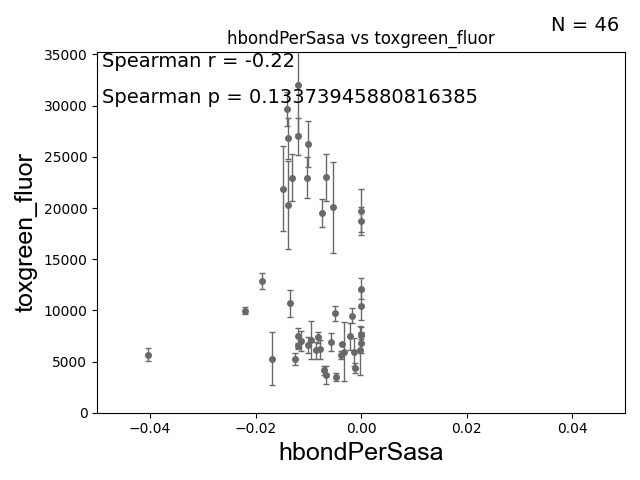 N = 46
hbondPerSasa vs toxgreen_fluor
Spearman r = -0.22
Spearman p = 0.13373945880816385
35000
30000
25000
20000
15000
10000
5000
0
toxgreen_fluor
−0.04 −0.02 0.00 0.02 0.04
hbondPerSasa